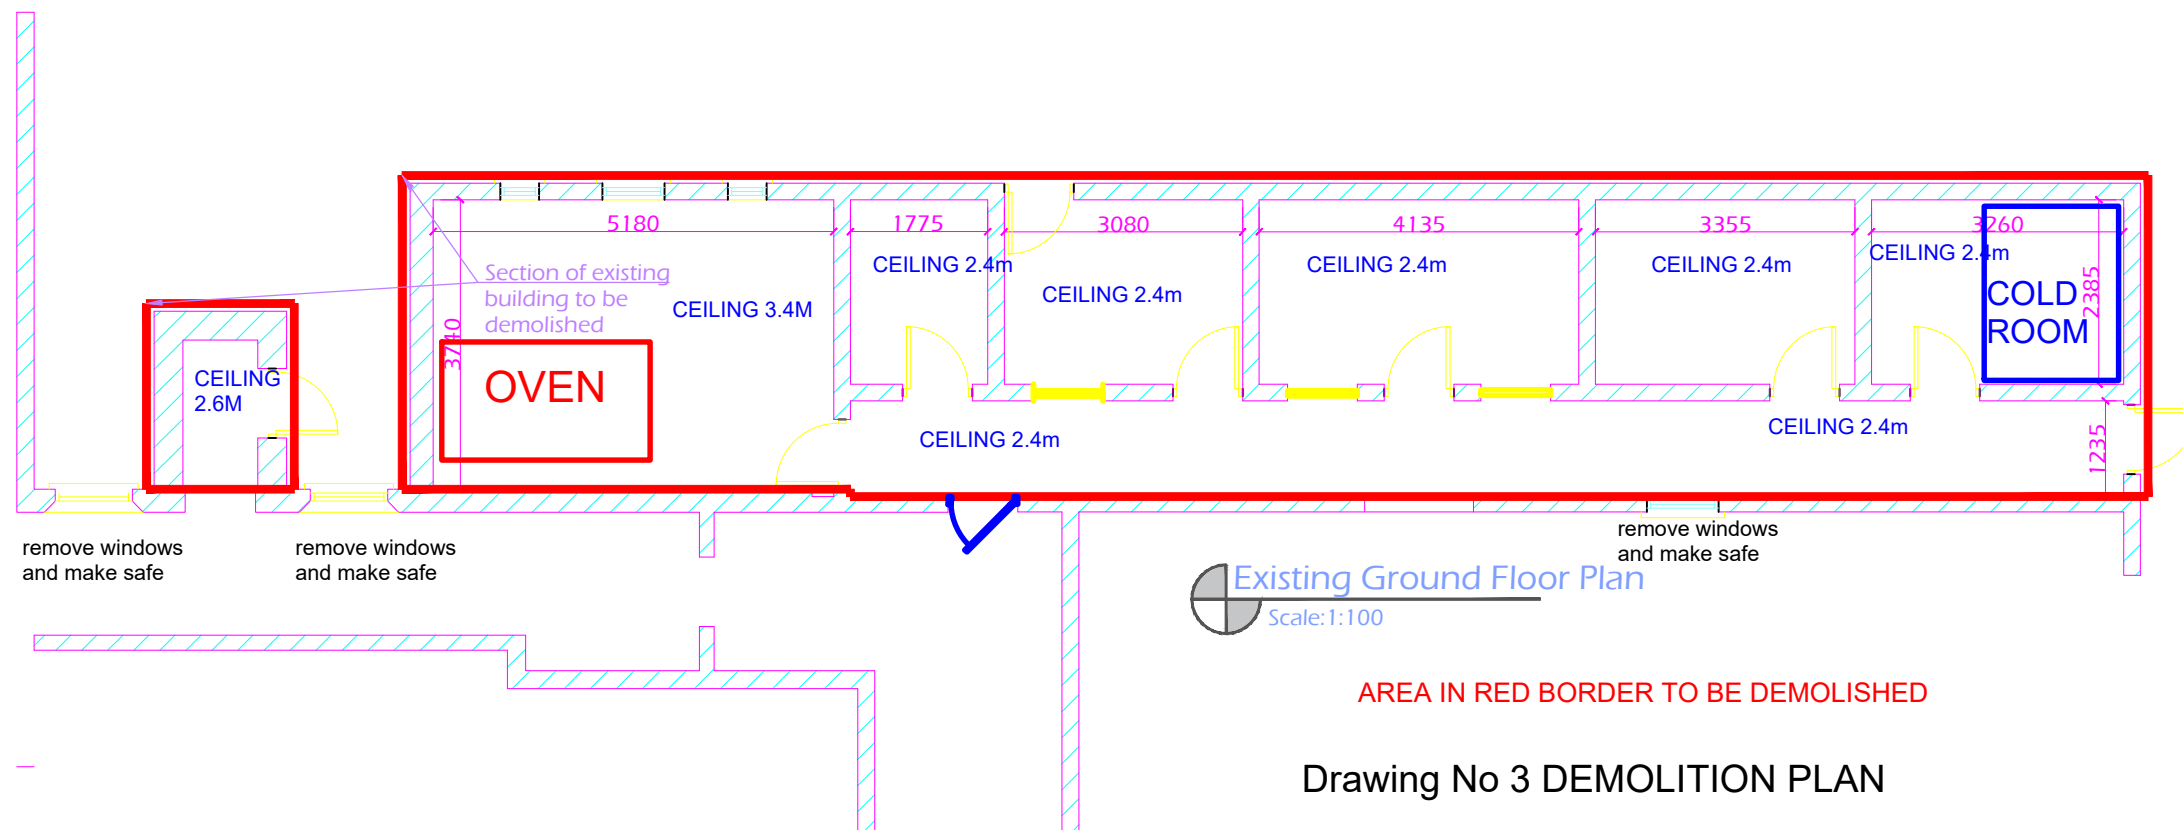 5180
1775
3080
4135
3355
3260
CEILING 2.4m
CEILING 2.4m
CEILING 2.4m
CEILING 2.4m
CEILING 2.4m
Section of existing
building to be
demolished
CEILING 3.4M
COLD
ROOM
2385
3740
OVEN
CEILING
2.6M
CEILING 2.4m
CEILING 2.4m
1235
remove windows
and make safe
remove windows
and make safe
remove windows
and make safe
Existing Ground Floor Plan
Scale:1:100
AREA IN RED BORDER TO BE DEMOLISHED
Drawing No 3 DEMOLITION PLAN